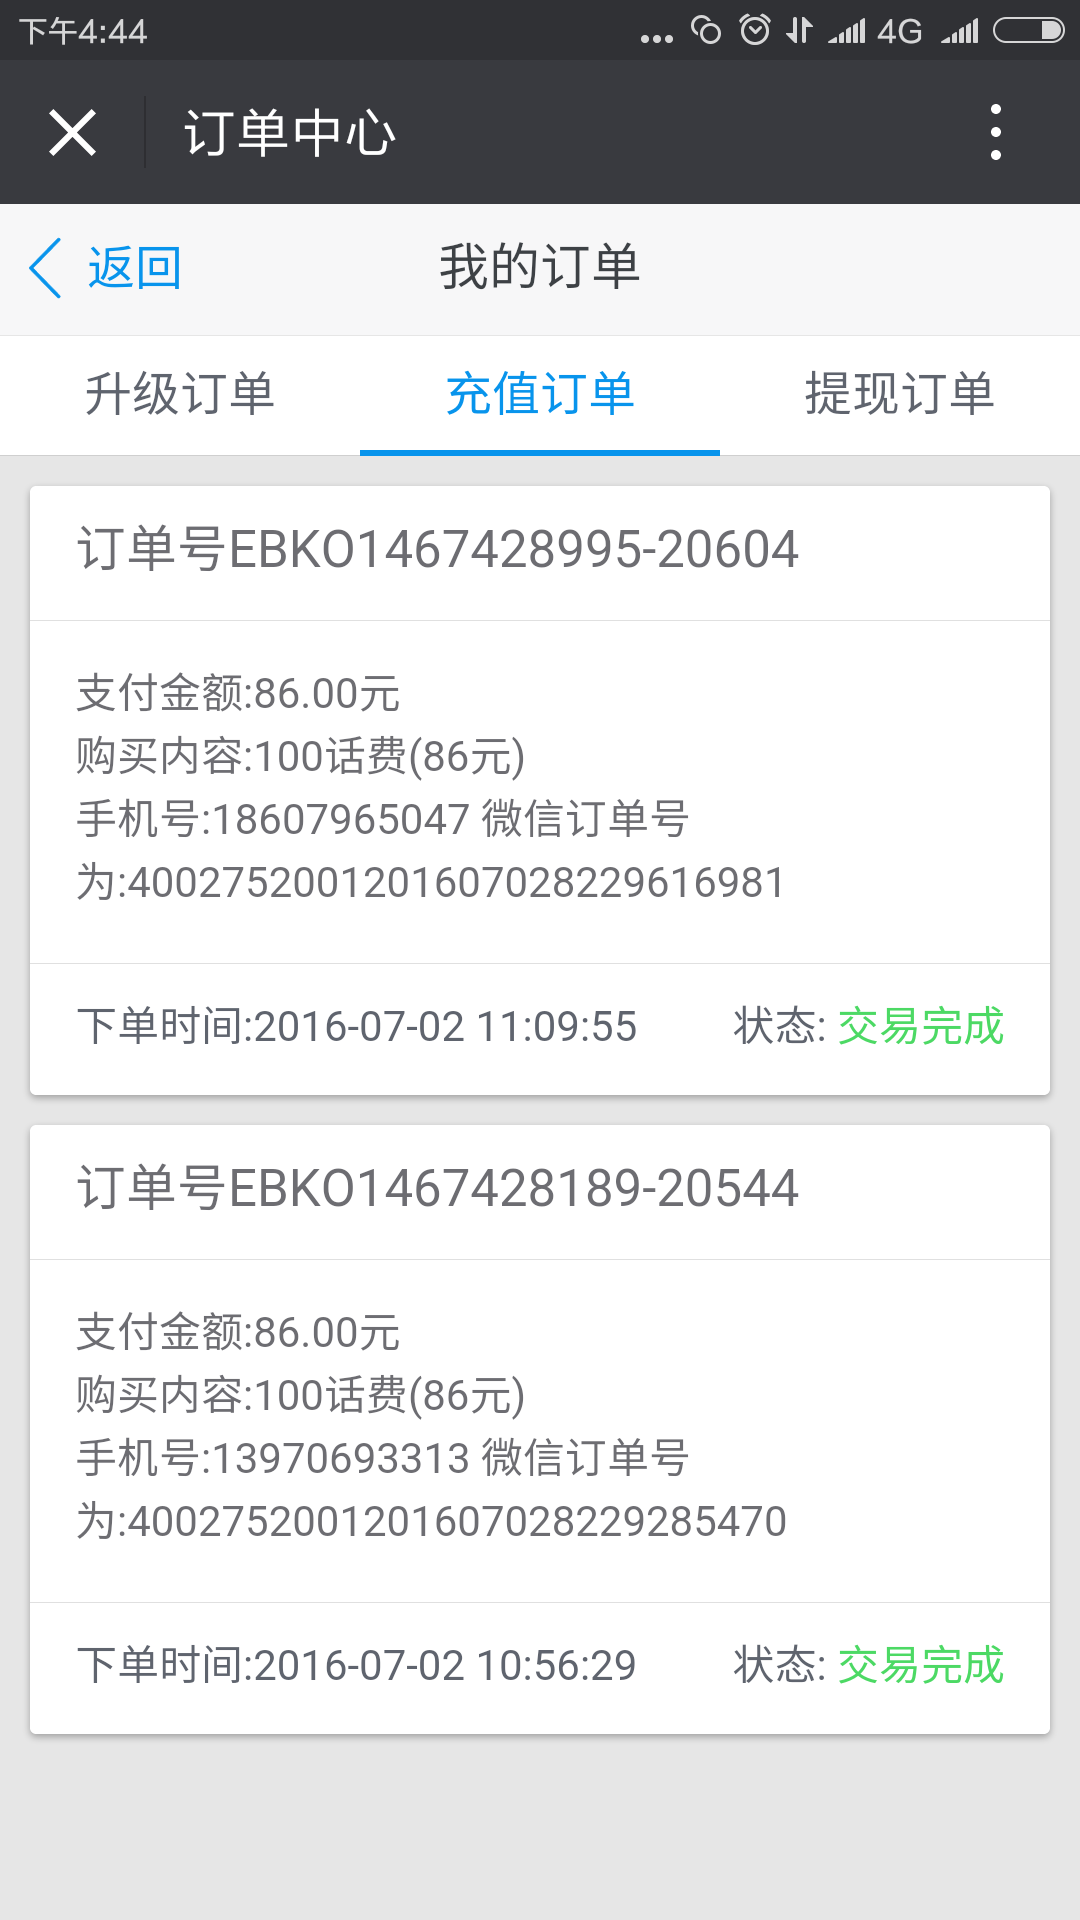 下午4:44
4G
订单中心
返回
我的订单
升级订单
充值订单
提现订单
订单号EBKO1467428995-20604
支付金额:86.00元
购买内容:100话费(86元)
手机号:18607965047 微信订单号
为:4002752001201607028229616981
下单时间:2016-07-02 11:09:55
状态: 交易完成
订单号EBKO1467428189-20544
支付金额:86.00元
购买内容:100话费(86元)
手机号:13970693313 微信订单号
为:4002752001201607028229285470
下单时间:2016-07-02 10:56:29
状态: 交易完成